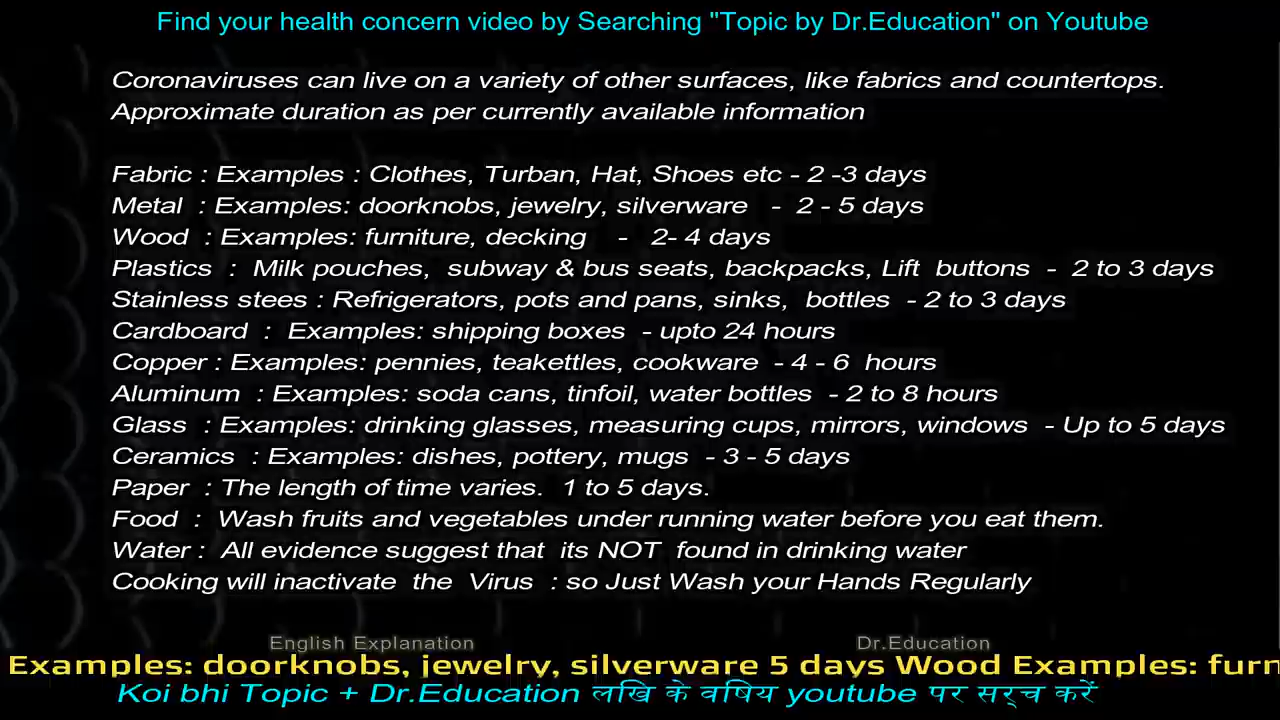 Find your health concern video by Searching "Topic by Dr.Education" on Youtube
Coronaviruses can live on a variety of other surfaces, like fabrics and countertops.
Approximate duration as per currently available information
Fabric : Examples : Clothes, Turban, Hat, Shoes etc - 2 -3 days
Metal : Examples: doorknobs, jewelry, silverware - 2 - 5 days
Wood : Examples: furniture, decking - 2- 4 days
Plastics : Milk pouches, subway & bus seats, backpacks, Lift buttons - 2 to 3 days
Stainless stees : Refrigerators, pots and pans, sinks, bottles - 2 to 3 days
Cardboard : Examples: shipping boxes - upto 24 hours
Copper : Examples: pennies, teakettles, cookware - 4 - 6 hours
Aluminum : Examples: soda cans, tinfoil, water bottles - 2 to 8 hours
Glass : Examples: drinking glasses, measuring cups, mirrors, windows - Up to 5 days
Ceramics : Examples: dishes, pottery, mugs - 3 - 5 days
Paper : The length of time varies. 1 to 5 days.
Food : Wash fruits and vegetables under running water before you eat them.
Water : All evidence suggest that its NOT found in drinking water
Cooking will inactivate the Virus : so Just Wash your Hands Regularly
English Explanation Dr.Education
Examples: doorknobs, jewelry, silverware 5 days Wood Examples: furn
Koi bhi Topic + Dr.Education लखि के वषिय youtube पर सर्च करें